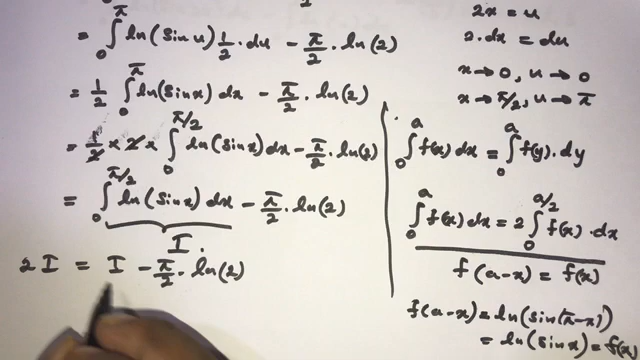 = ∫₀^π ln(sin u) 1/2 · du − π/2 · ln(2)
= 1/2 ∫₀^π ln(sin x) dx − π/2 · ln(2)
= 1/2 × 2 × ∫₀^(π/2) ln(sin x) dx − π/2 · ln(2)
= ∫₀^(π/2) ln(sin x) dx − π/2 · ln(2)
I.
2I = I − π/2 · ln(2)
2x = u
2 · dx = du
x → 0, u → 0
x → π/2, u → π
∫₀^a f(x) dx = ∫₀^a f(y) · dy
∫₀^a f(x) dx = 2 ∫₀^(a/2) f(x) · dx
f(a−x) = f(x)
f(a−x) = ln(sin(π−x))
= ln(sin x) = f(x)